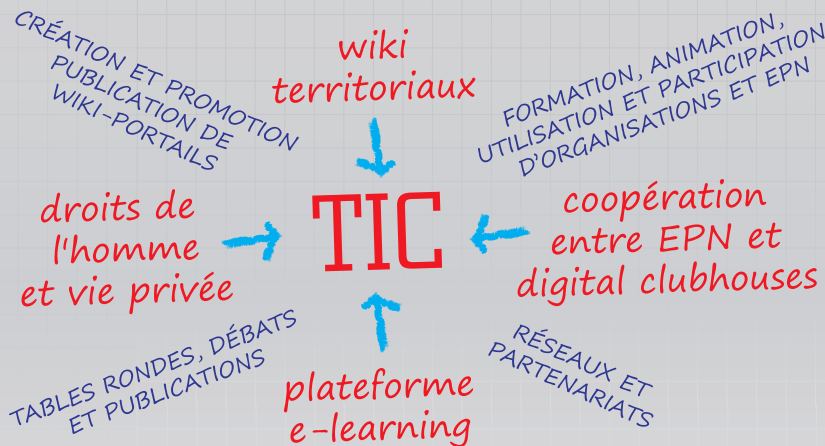 CRÉATION ET PROMOTION
PUBLICATION DE
WIKI-PORTAILS
wiki
territoriaux
FORMATION, ANIMATION,
UTILISATION ET PARTICIPATION
D'ORGANISATIONS ET EPN
droits de
l'homme
et vie privée
TIC
coopération
entre EPN et
digital clubhouses
TABLES RONDES, DÉBATS
ET PUBLICATIONS
plateforme
e-learning
RÉSEAUX ET
PARTENARIATS